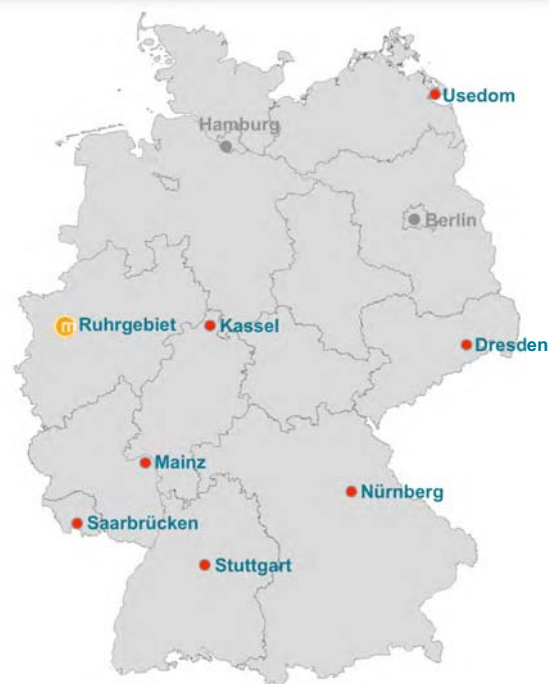 Usedom
Hamburg
Berlin
m Ruhrgebiet
Kassel
Dresden
Mainz
Nürnberg
Saarbrücken
Stuttgart